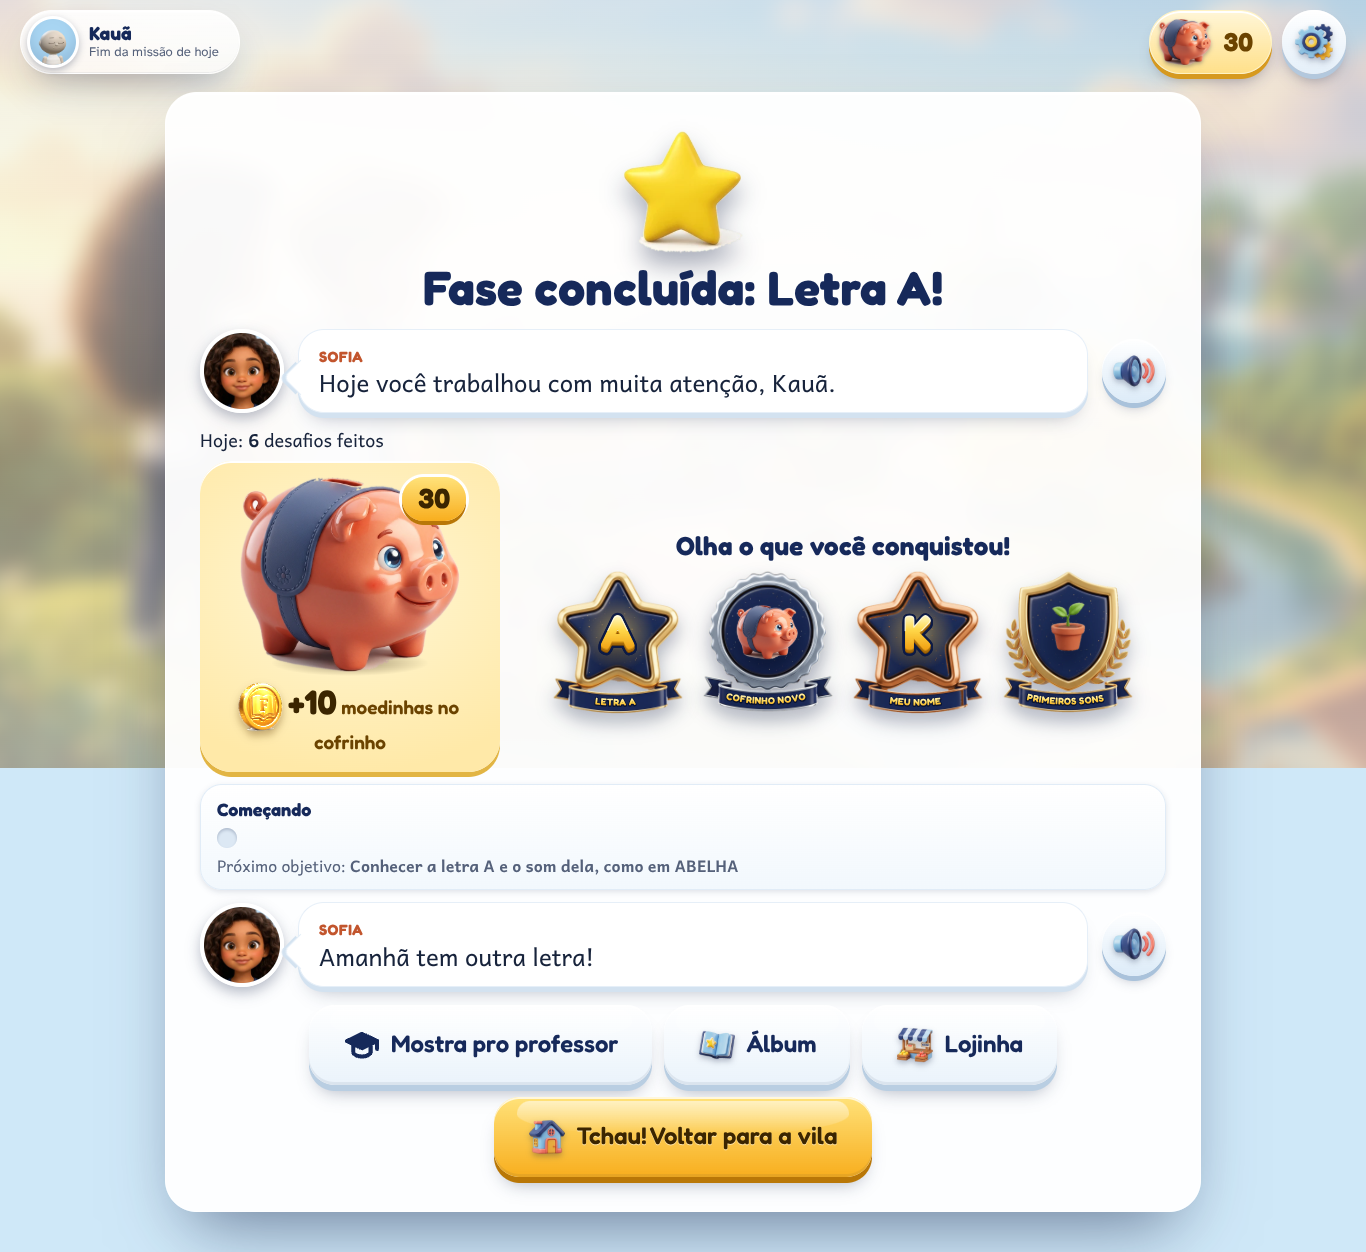 Kauã
Fim da missão de hoje
30
Fase concluída: Letra A!
SOFIA
Hoje você trabalhou com muita atenção, Kauã.
Hoje: 6 desafios feitos
30
F
+10 moedinhas no
cofrinho
Olha o que você conquistou!
A
LETRA A
COFRINHO NOVO
K
MEU NOME
PRIMEIROS SONS
Começando
Próximo objetivo: Conhecer a letra A e o som dela, como em ABELHA
SOFIA
Amanhã tem outra letra!
Mostra pro professor
Álbum
Lojinha
Tchau! Voltar para a vila